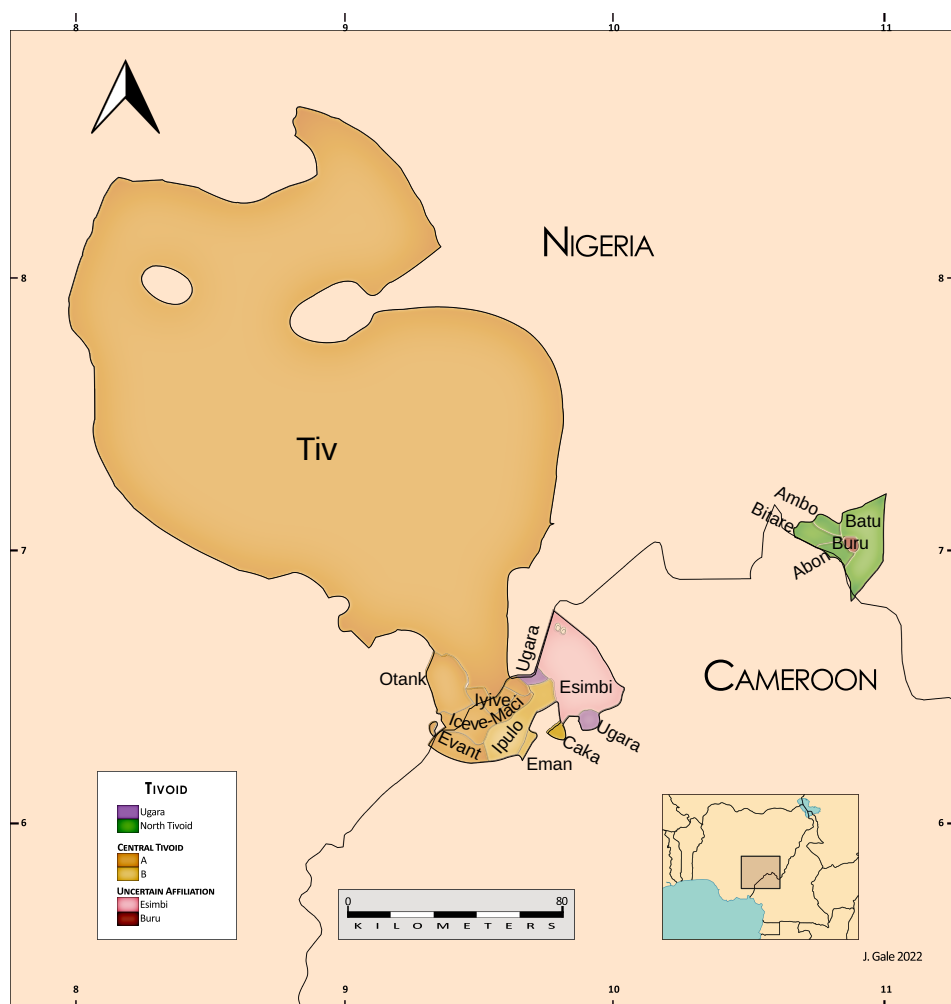 8 9 10 11
NIGERIA
8 8
Tiv
Ambo
Bitare
Batu
Buru
Abon
7 7
Ugara
Otank
Esimbi
CAMEROON
Iyive
Iceve-Maci
Ipulo
Evant
Ugara
Caka
Eman
TIVOID
Ugara
North Tivoid
CENTRAL TIVOID
A
B
UNCERTAIN AFFILIATION
Esimbi
Buru
6 6
0 80
KILOMETERS
J. Gale 2022
8 9 10 11